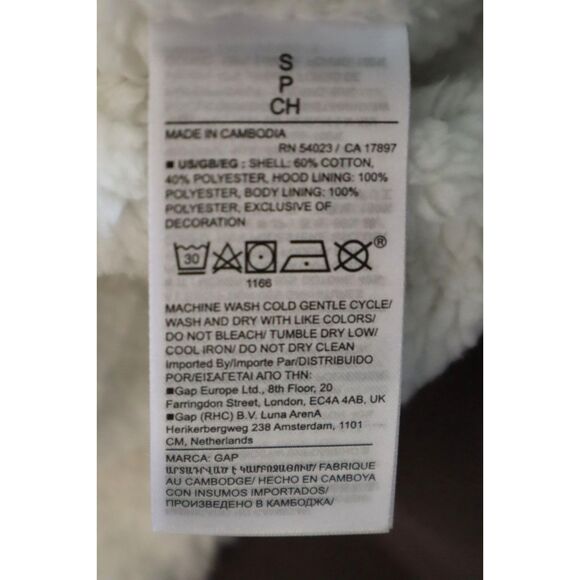 S
P
CH
MADE IN CAMBODIA
RN 54023 / CA 17897
■ US/GB/EG : SHELL: 60% COTTON,
40% POLYESTER, HOOD LINING: 100%
POLYESTER, BODY LINING: 100%
POLYESTER, EXCLUSIVE OF
DECORATION
30
®
1166
MACHINE WASH COLD GENTLE CYCLE/
WASH AND DRY WITH LIKE COLORS/
DO NOT BLEACH/ TUMBLE DRY LOW/
COOL IRON/ DO NOT DRY CLEAN
Imported By/Importe Par/DISTRIBUIDO
POR/ΕΙΣΑΓΕΤΑΙ ΑΠΟ ΤΗΝ:
■Gap Europe Ltd., 8th Floor, 20
Farringdon Street, London, EC4A 4AB, UK
■Gap (RHC) B.V. Luna ArenA
Herikerbergweg 238 Amsterdam, 1101
CM, Netherlands
MARCA: GAP
ԱՐՏԱԴՐՎԱԾ Է ԿԱՄԲՈՋԱՅՈՒՄ/ FABRIQUE
AU CAMBODGE/ HECHO EN CAMBOYA
CON INSUMOS IMPORTADOS/
ПРОИЗВЕДЕНО В КАМБОДЖА/